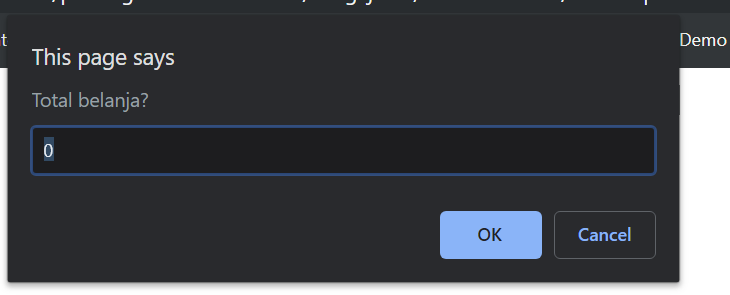 Demo
This page says
Total belanja?
0
OK
Cancel